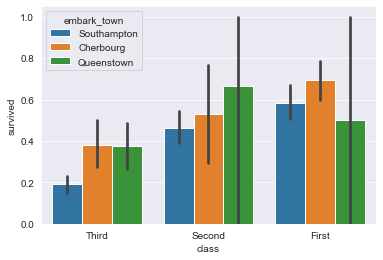 embark_town
Southampton
Cherbourg
Queenstown
1.0
0.8
0.6
0.4
0.2
0.0
survived
Third
Second
First
class